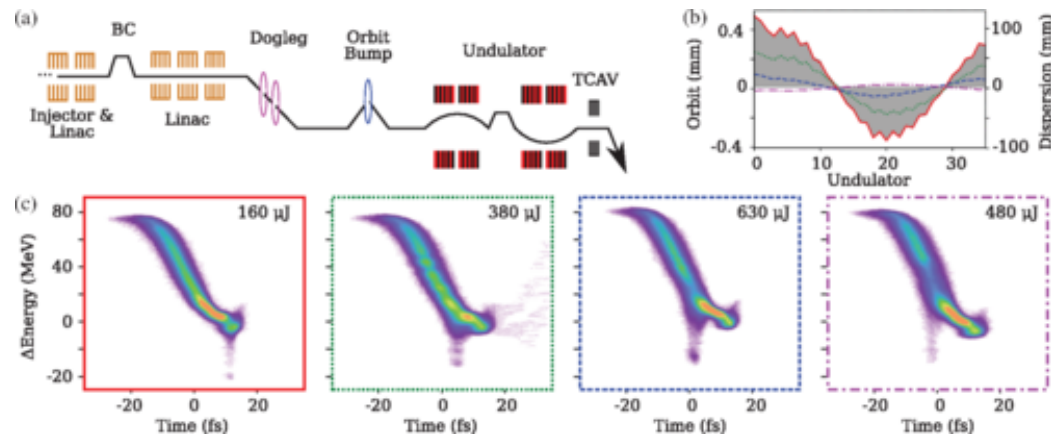 (a)
BC
Dogleg
Orbit
Bump
Undulator
TCAV
Injector &
Linac
Linac
(b)
Orbit (mm)
0.4
0
-0.4
Dispersion (mm)
100
0
-100
0 10 20 30
Undulator
(c)
ΔEnergy (MeV)
80
40
0
-20
160 µJ
380 µJ
630 µJ
480 µJ
-20 0 20
-20 0 20
-20 0 20
-20 0 20
Time (fs)
Time (fs)
Time (fs)
Time (fs)